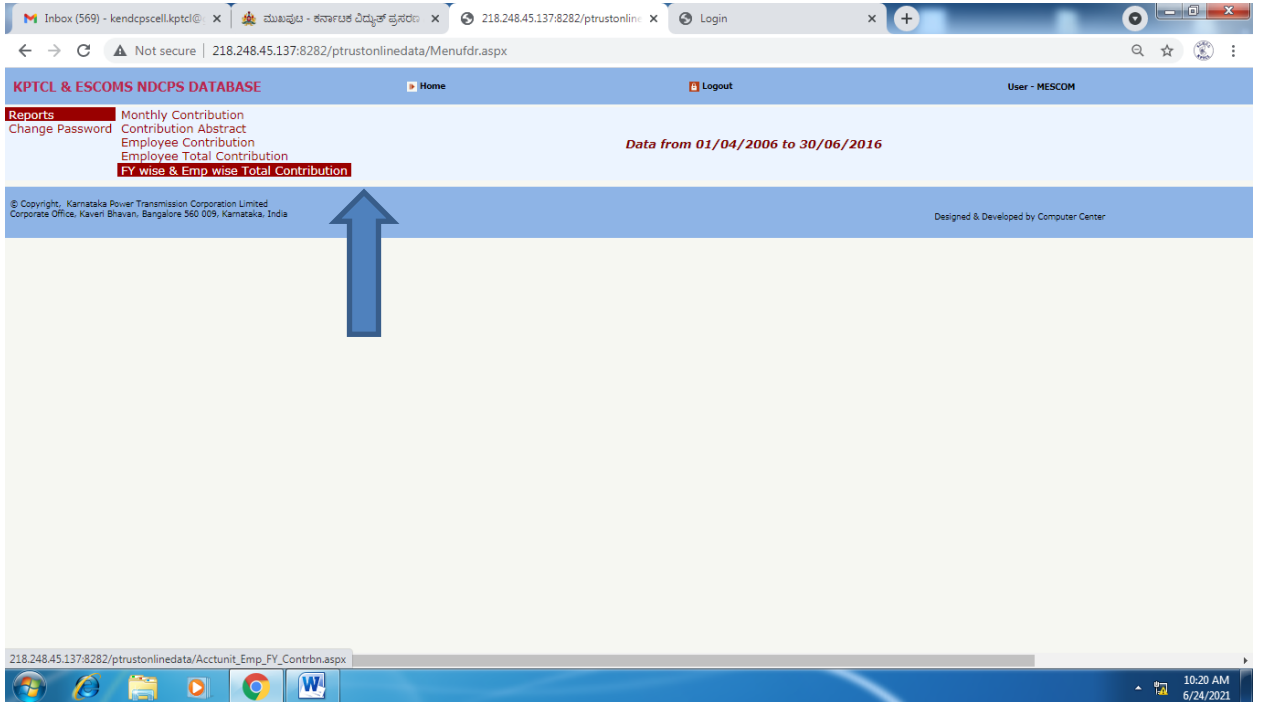 Inbox (569) - kendcpscell.kptcl@
ಮುಖಪುಟ - ಕರ್ನಾಟಕ ವಿದ್ಯುತ್ ಪ್ರಸರಣ
218.248.45.137:8282/ptrustonline
Login
Not secure | 218.248.45.137:8282/ptrustonlinedata/Menufdr.aspx
KPTCL & ESCOMS NDCPS DATABASE
Home
Logout
User - MESCOM
Reports
Change Password
Monthly Contribution
Contribution Abstract
Employee Contribution
Employee Total Contribution
FY wise & Emp wise Total Contribution
Data from 01/04/2006 to 30/06/2016
© Copyright, Karnataka Power Transmission Corporation Limited
Corporate Office, Kaveri Bhavan, Bangalore 560 009, Karnataka, India
Designed & Developed by Computer Center
218.248.45.137:8282/ptrustonlinedata/Acctunit_Emp_FY_Contrbn.aspx
10:20 AM
6/24/2021